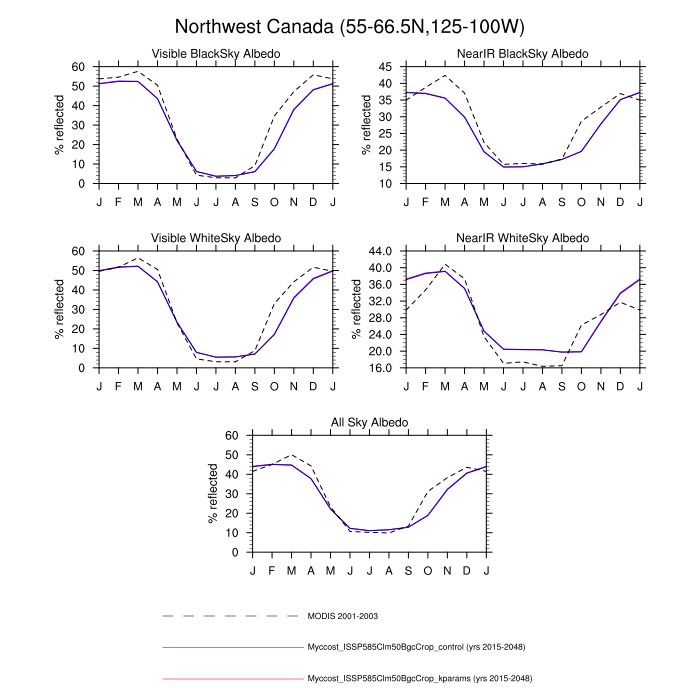 Northwest Canada (55-66.5N,125-100W)
Visible BlackSky Albedo
% reflected
60
50
40
30
20
10
0
J F M A M J J A S O N D J
NearIR BlackSky Albedo
% reflected
45
40
35
30
25
20
15
10
J F M A M J J A S O N D J
Visible WhiteSky Albedo
% reflected
60
50
40
30
20
10
0
J F M A M J J A S O N D J
NearIR WhiteSky Albedo
% reflected
44.0
40.0
36.0
32.0
28.0
24.0
20.0
16.0
J F M A M J J A S O N D J
All Sky Albedo
% reflected
60
50
40
30
20
10
0
J F M A M J J A S O N D J
MODIS 2001-2003
Myccost_ISSP585Clm50BgcCrop_control (yrs 2015-2048)
Myccost_ISSP585Clm50BgcCrop_kparams (yrs 2015-2048)